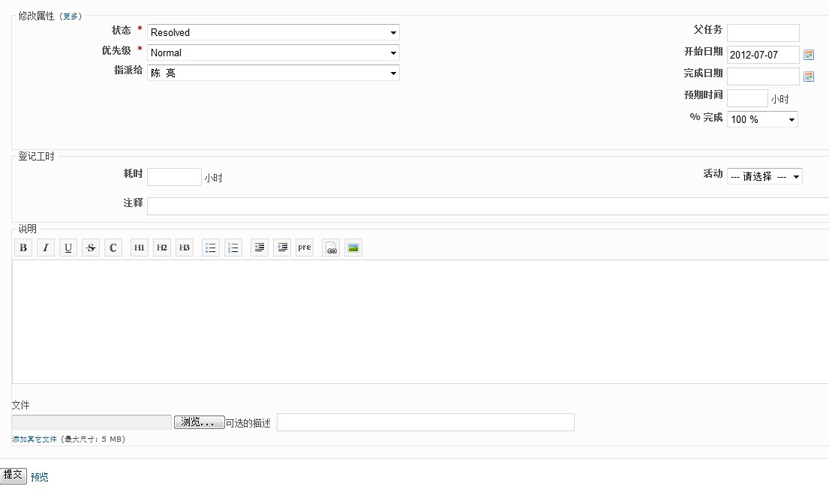 修改属性 (更多)
状态 * Resolved 父任务
优先级 * Normal 开始日期 2012-07-07
指派给 陈 亮 完成日期
预期时间 小时
% 完成 100 %
登记工时
耗时 小时 活动 --- 请选择 ---
注释
说明
B I U S C H1 H2 H3 pre
文件
浏览... 可选的描述
添加其它文件 (最大尺寸: 5 MB)
提交 预览